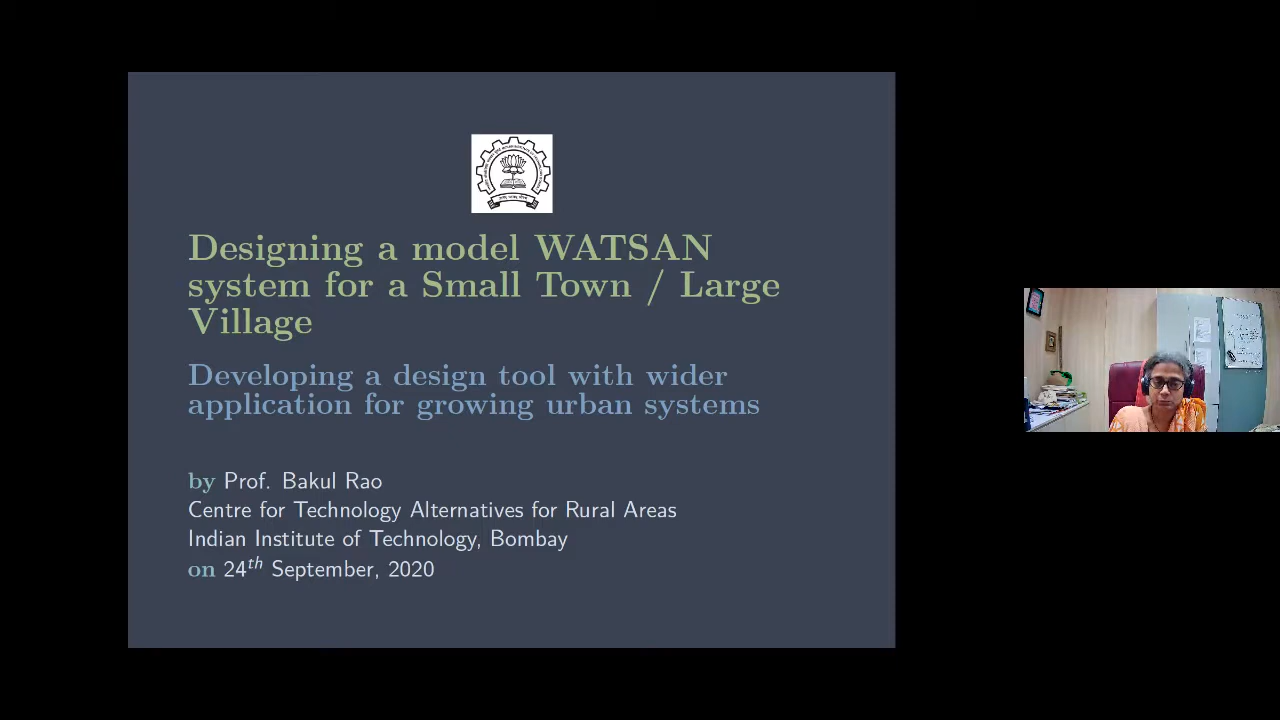 Designing a model WATSAN
system for a Small Town / Large
Village
Developing a design tool with wider
application for growing urban systems
by Prof. Bakul Rao
Centre for Technology Alternatives for Rural Areas
Indian Institute of Technology, Bombay
on 24th September, 2020